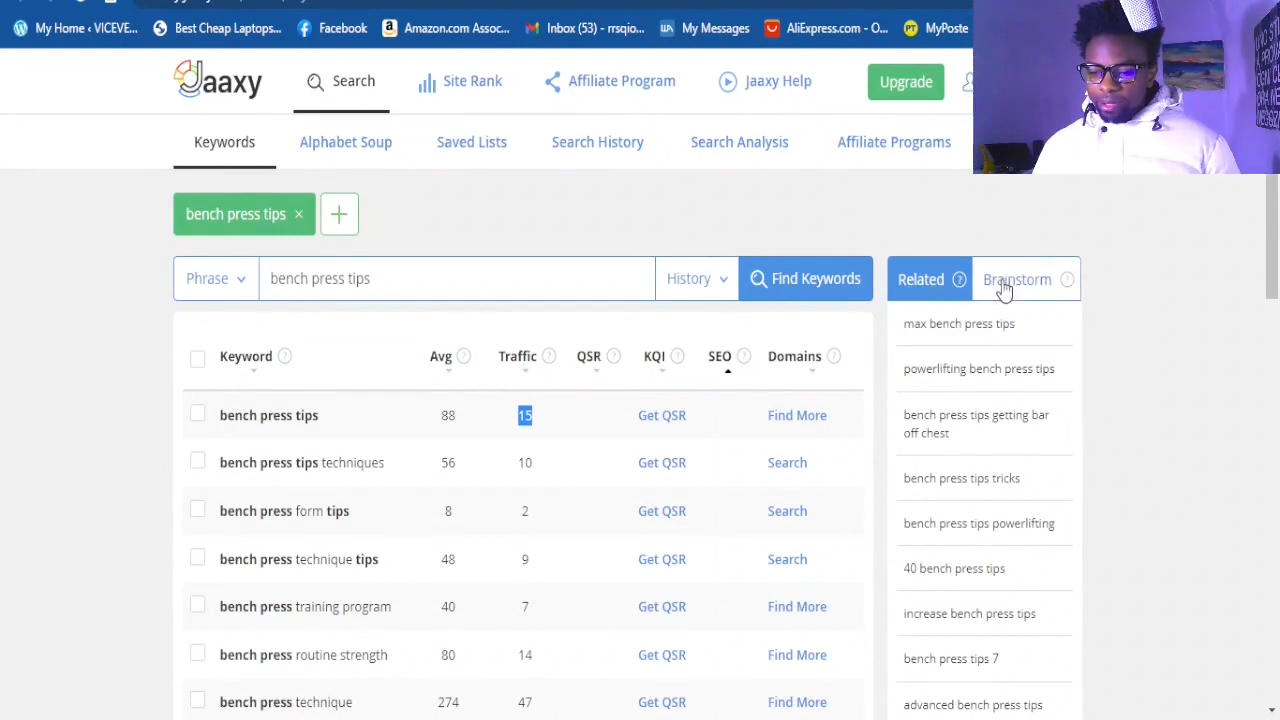 My Home ‹ VICEVE...
Best Cheap Laptops...
Facebook
Amazon.com Assoc...
Inbox (53) - rrsqio...
My Messages
AliExpress.com - O...
MyPoste
Jaaxy
Search
Site Rank
Affiliate Program
Jaaxy Help
Upgrade
Keywords
Alphabet Soup
Saved Lists
Search History
Search Analysis
Affiliate Programs
bench press tips ×
Phrase
bench press tips
History
Find Keywords
Related ?
Brainstorm ?
Keyword ? Avg ? Traffic ? QSR ? KQI ? SEO ? Domains ?
bench press tips 88 15 Get QSR Find More
bench press tips techniques 56 10 Get QSR Search
bench press form tips 8 2 Get QSR Search
bench press technique tips 48 9 Get QSR Search
bench press training program 40 7 Get QSR Find More
bench press routine strength 80 14 Get QSR Find More
bench press technique 274 47 Get QSR Find More
max bench press tips
powerlifting bench press tips
bench press tips getting bar
off chest
bench press tips tricks
bench press tips powerlifting
40 bench press tips
increase bench press tips
bench press tips 7
advanced bench press tips